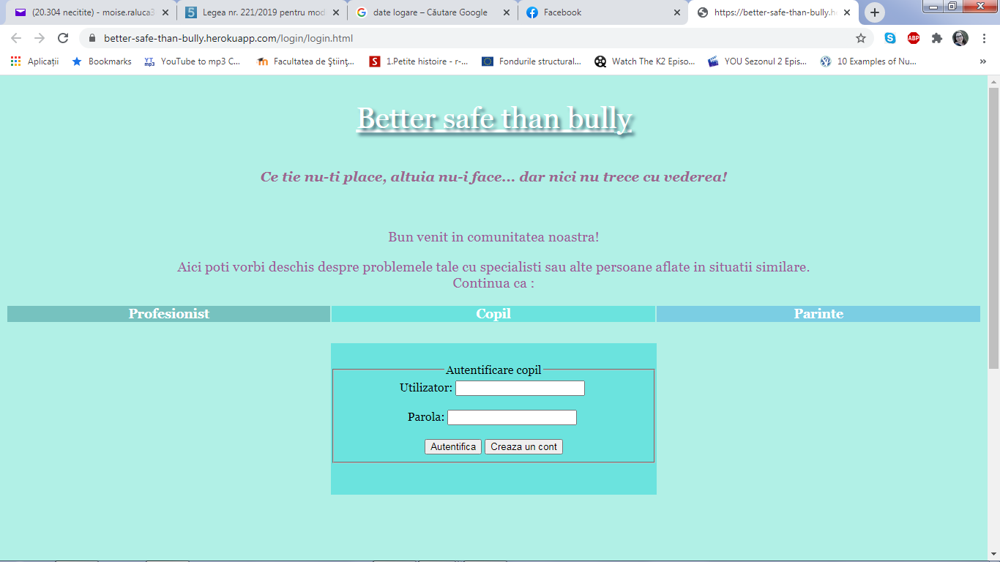 (20.304 necitite) - moise.raluca3
Legea nr. 221/2019 pentru mod
date logare – Căutare Google
Facebook
https://better-safe-than-bully.he
better-safe-than-bully.herokuapp.com/login/login.html
ABP
Aplicații
Bookmarks
YT mp3
YouTube to mp3 C...
Facultatea de Ştiinţ...
1.Petite histoire - r-...
Fondurile structural...
Watch The K2 Episo...
YOU Sezonul 2 Epis...
10 Examples of Nu...
Better safe than bully
Ce tie nu-ti place, altuia nu-i face... dar nici nu trece cu vederea!
Bun venit in comunitatea noastra!
Aici poti vorbi deschis despre problemele tale cu specialisti sau alte persoane aflate in situatii similare.
Continua ca :
Profesionist
Copil
Parinte
Autentificare copil
Utilizator:
Parola:
Autentifica
Creaza un cont